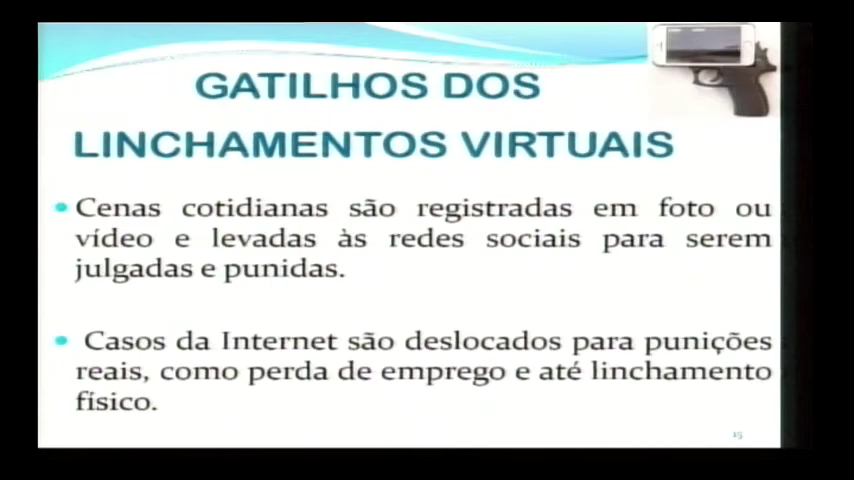 GATILHOS DOS
LINCHAMENTOS VIRTUAIS
• Cenas cotidianas são registradas em foto ou
vídeo e levadas às redes sociais para serem
julgadas e punidas.
• Casos da Internet são deslocados para punições
reais, como perda de emprego e até linchamento
físico.
15